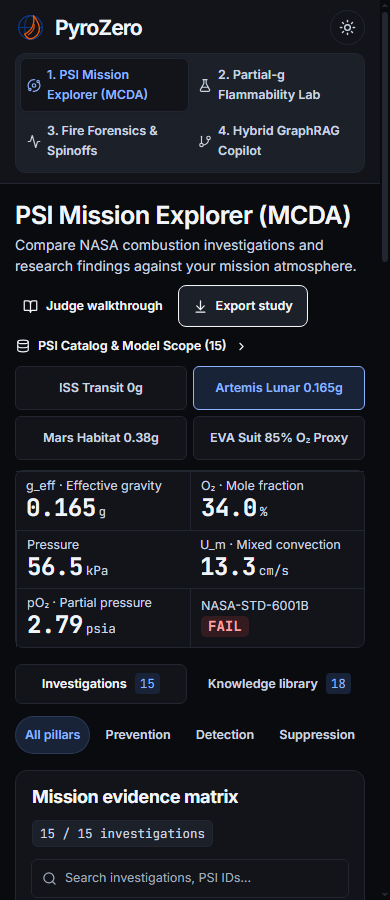 PyroZero
1. PSI Mission
Explorer (MCDA)
2. Partial-g
Flammability Lab
3. Fire Forensics &
Spinoffs
4. Hybrid GraphRAG
Copilot
PSI Mission Explorer (MCDA)
Compare NASA combustion investigations and
research findings against your mission atmosphere.
Judge walkthrough
Export study
PSI Catalog & Model Scope (15)
ISS Transit 0g
Artemis Lunar 0.165g
Mars Habitat 0.38g
EVA Suit 85% O₂ Proxy
g_eff · Effective gravity
0.165 g
O₂ · Mole fraction
34.0 %
Pressure
56.5 kPa
U_m · Mixed convection
13.3 cm/s
pO₂ · Partial pressure
2.79 psia
NASA-STD-6001B
FAIL
Investigations 15
Knowledge library 18
All pillars
Prevention
Detection
Suppression
Mission evidence matrix
15 / 15 investigations
Search investigations, PSI IDs...